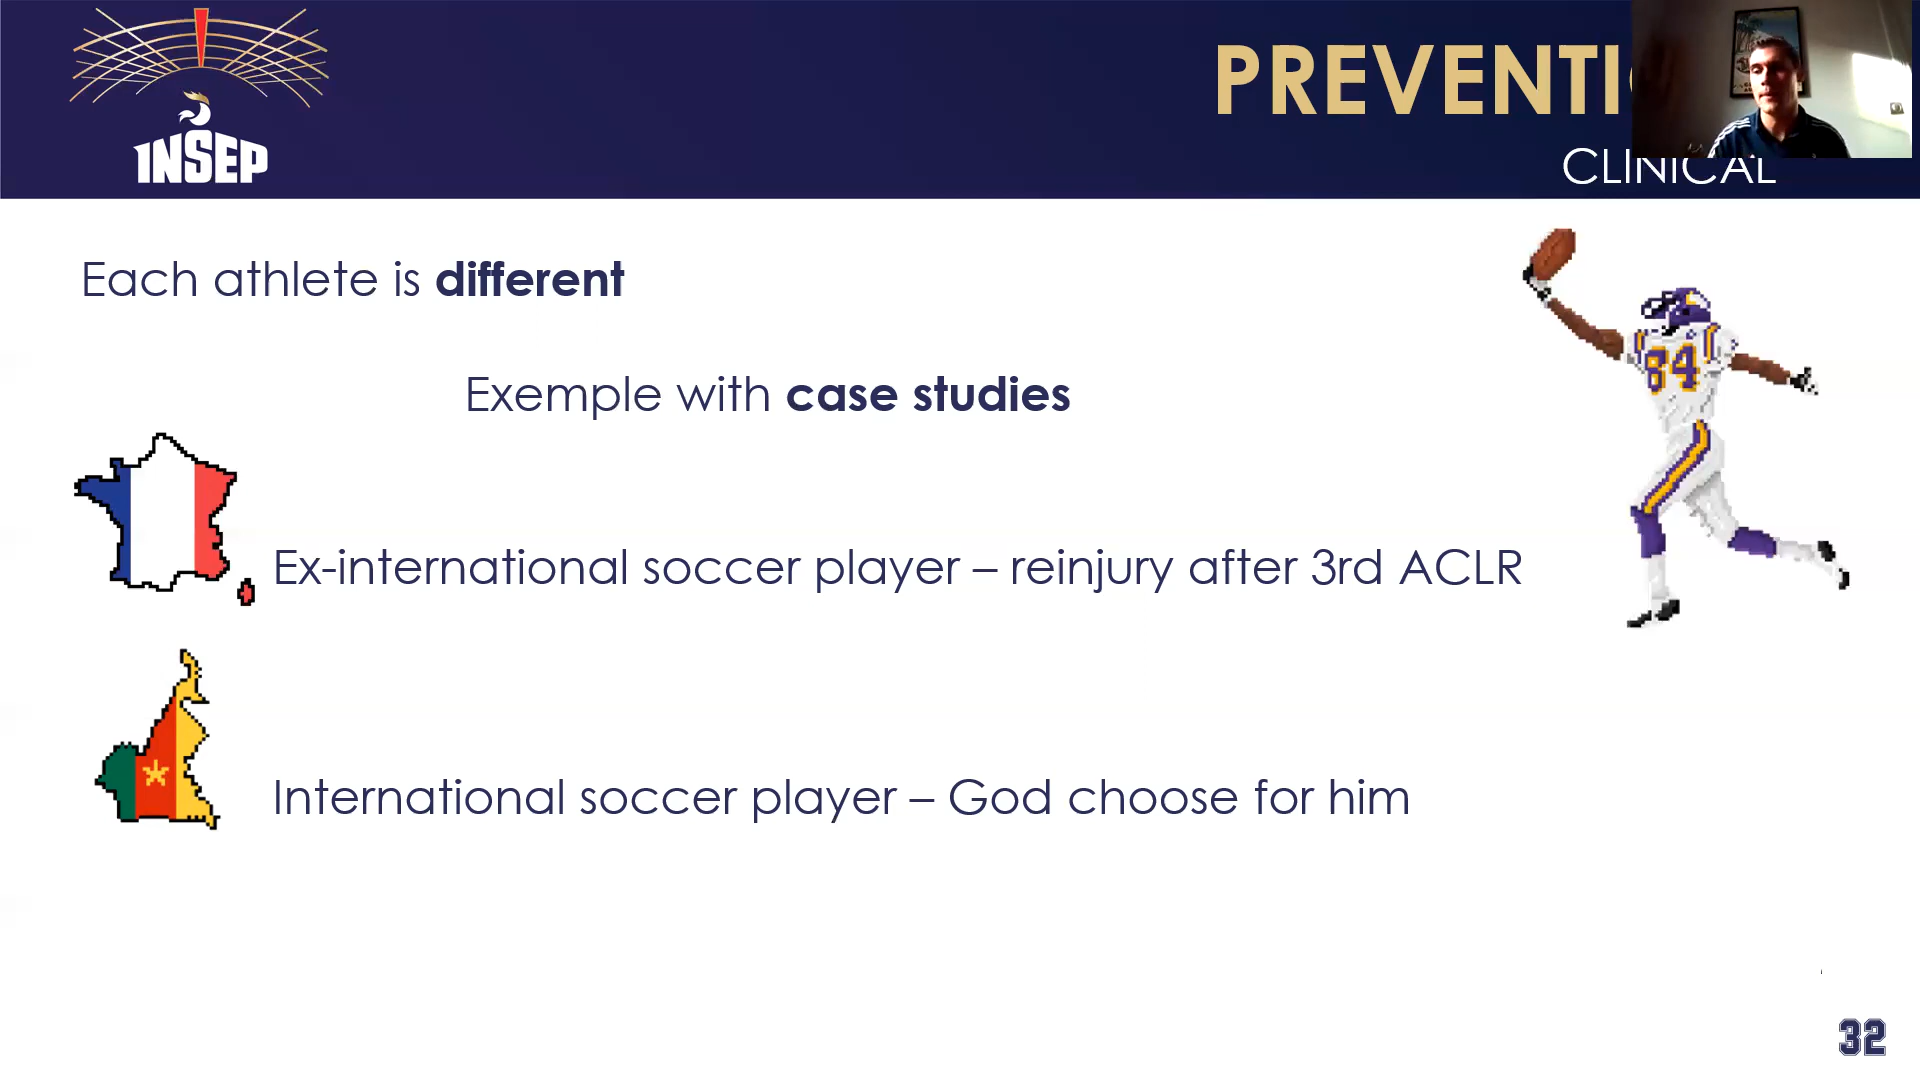 INSEP
PREVENTI
CLINICAL
Each athlete is different
Exemple with case studies
84
Ex-international soccer player – reinjury after 3rd ACLR
International soccer player – God choose for him
32